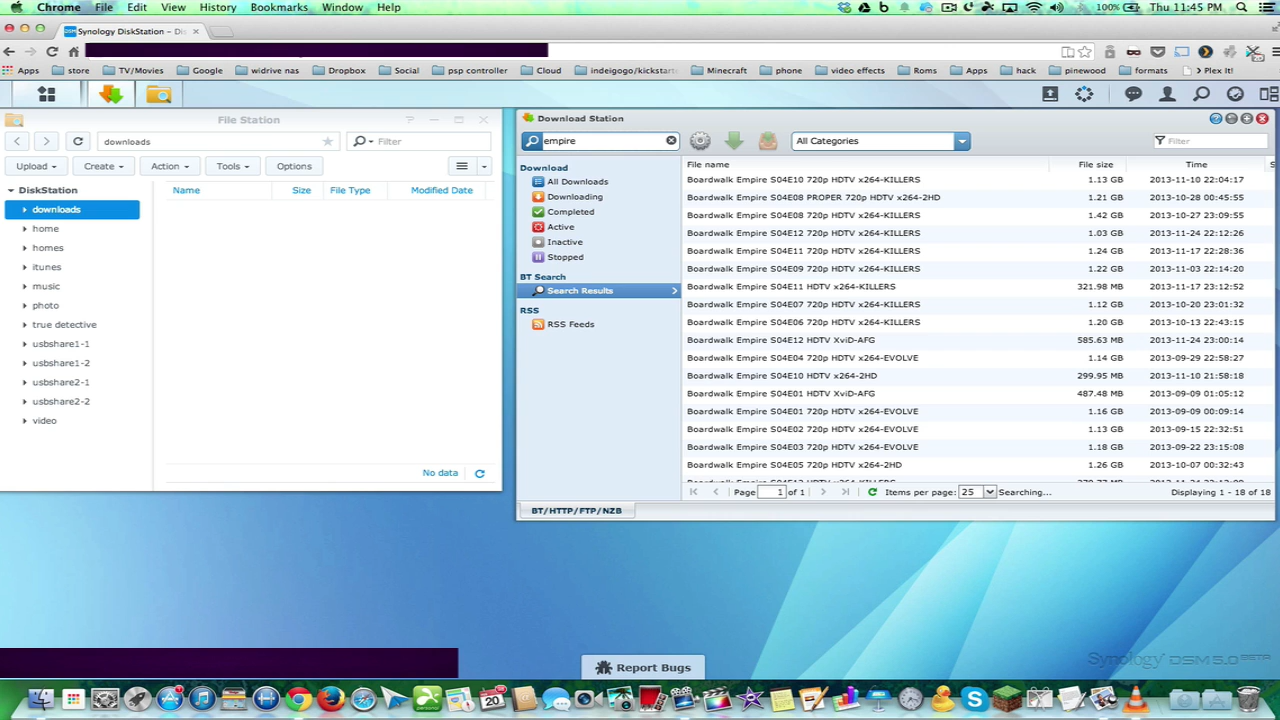 Chrome File Edit View History Bookmarks Window Help
100% Thu 11:45 PM
Synology DiskStation – Dis
Apps store TV/Movies Google widrive nas Dropbox Social psp controller Cloud indeigogo/kickstarte Minecraft phone video effects Roms Apps hack pinewood formats > Plex It!
File Station
downloads
Filter
Upload Create Action Tools Options
DiskStation
downloads
home
homes
itunes
music
photo
true detective
usbshare1-1
usbshare1-2
usbshare2-1
usbshare2-2
video
Name Size File Type Modified Date
No data
Download Station
empire
All Categories
Filter
Download
All Downloads
Downloading
Completed
Active
Inactive
Stopped
BT Search
Search Results
RSS
RSS Feeds
File name File size Time S
Boardwalk Empire S04E10 720p HDTV x264-KILLERS 1.13 GB 2013-11-10 22:04:17
Boardwalk Empire S04E08 PROPER 720p HDTV x264-2HD 1.21 GB 2013-10-28 00:45:55
Boardwalk Empire S04E08 720p HDTV x264-KILLERS 1.42 GB 2013-10-27 23:09:55
Boardwalk Empire S04E12 720p HDTV x264-KILLERS 1.03 GB 2013-11-24 22:12:26
Boardwalk Empire S04E11 720p HDTV x264-KILLERS 1.24 GB 2013-11-17 22:28:36
Boardwalk Empire S04E09 720p HDTV x264-KILLERS 1.22 GB 2013-11-03 22:14:20
Boardwalk Empire S04E11 HDTV x264-KILLERS 321.98 MB 2013-11-17 23:12:52
Boardwalk Empire S04E07 720p HDTV x264-KILLERS 1.12 GB 2013-10-20 23:01:32
Boardwalk Empire S04E06 720p HDTV x264-KILLERS 1.20 GB 2013-10-13 22:43:15
Boardwalk Empire S04E12 HDTV XviD-AFG 585.63 MB 2013-11-24 23:00:14
Boardwalk Empire S04E04 720p HDTV x264-EVOLVE 1.14 GB 2013-09-29 22:58:27
Boardwalk Empire S04E10 HDTV x264-2HD 299.95 MB 2013-11-10 21:58:18
Boardwalk Empire S04E01 HDTV XviD-AFG 487.48 MB 2013-09-09 01:05:12
Boardwalk Empire S04E01 720p HDTV x264-EVOLVE 1.16 GB 2013-09-09 00:09:14
Boardwalk Empire S04E02 720p HDTV x264-EVOLVE 1.13 GB 2013-09-15 22:32:51
Boardwalk Empire S04E03 720p HDTV x264-EVOLVE 1.18 GB 2013-09-22 23:15:08
Boardwalk Empire S04E05 720p HDTV x264-2HD 1.26 GB 2013-10-07 00:32:43
Page 1 of 1 Items per page: 25 Searching... Displaying 1 - 18 of 18
BT/HTTP/FTP/NZB
Report Bugs
Synology DSM 5.0 BETA
20